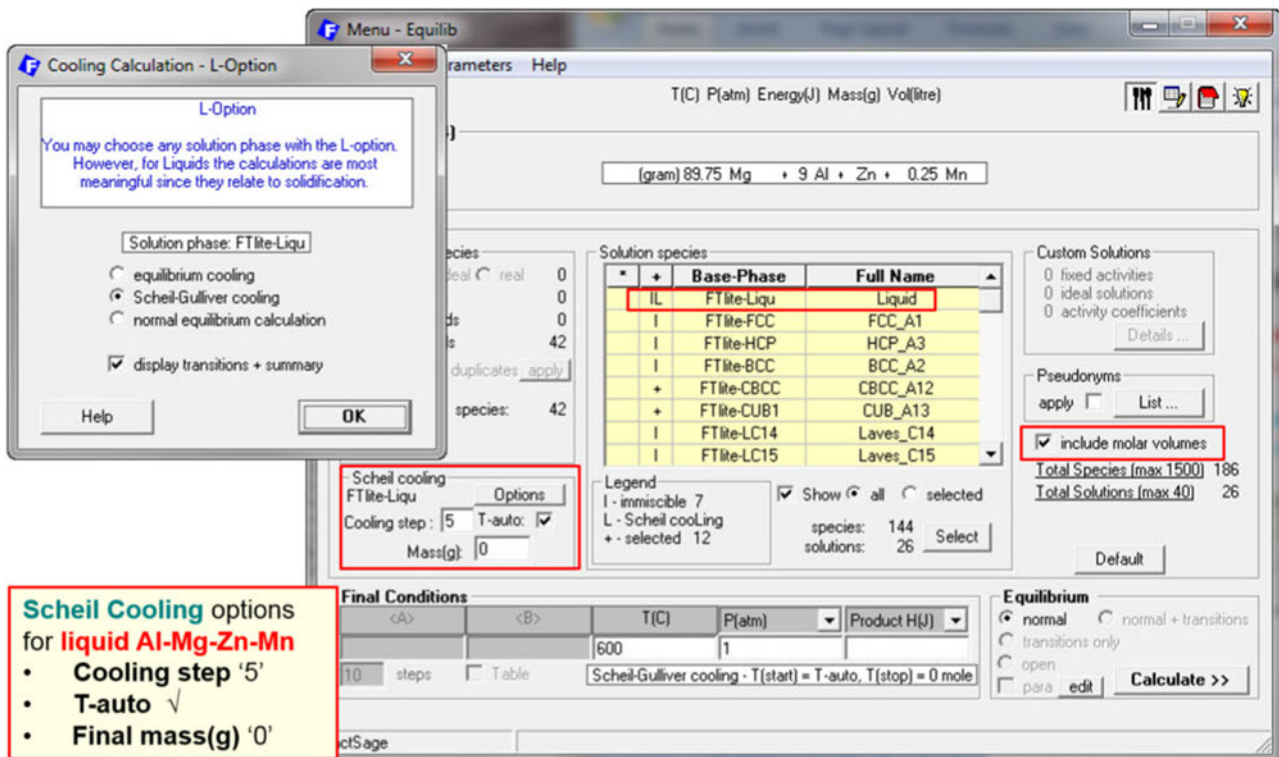 Menu - Equilib
Cooling Calculation - L-Option
rameters Help
T(C) P(atm) Energy(J) Mass(g) Vol(litre)
L-Option
You may choose any solution phase with the L-option.
However, for Liquids the calculations are most
meaningful since they relate to solidification.
(gram) 89.75 Mg + 9 Al + Zn + 0.25 Mn
Solution phase: FTlite-Liqu
equilibrium cooling
Scheil-Gulliver cooling
normal equilibrium calculation
display transitions + summary
Help OK
ecies
real 0
0
ds 0
42
duplicates apply
species: 42
Solution species
* + Base-Phase Full Name
IL FTlite-Liqu Liquid
I FTlite-FCC FCC_A1
I FTlite-HCP HCP_A3
I FTlite-BCC BCC_A2
+ FTlite-CBCC CBCC_A12
+ FTlite-CUB1 CUB_A13
I FTlite-LC14 Laves_C14
I FTlite-LC15 Laves_C15
Custom Solutions
0 fixed activities
0 ideal solutions
0 activity coefficients
Details ...
Pseudonyms
apply List ...
include molar volumes
Total Species (max 1500) 186
Total Solutions (max 40) 26
Default
Scheil cooling
FTlite-Liqu Options
Cooling step : 5 T-auto:
Mass(g): 0
Legend
I - immiscible 7
L - Scheil cooLing
+ - selected 12
Show all selected
species: 144
solutions: 26
Select
Final Conditions
<A> <B> T(C) P(atm) Product H(J)
600 1
10 steps Table Scheil-Gulliver cooling - T(start) = T-auto, T(stop) = 0 mole
Equilibrium
normal normal + transitions
transitions only
open
para edit Calculate >>
ctSage
Scheil Cooling options
for liquid Al-Mg-Zn-Mn
• Cooling step ‘5’
• T-auto √
• Final mass(g) ‘0’